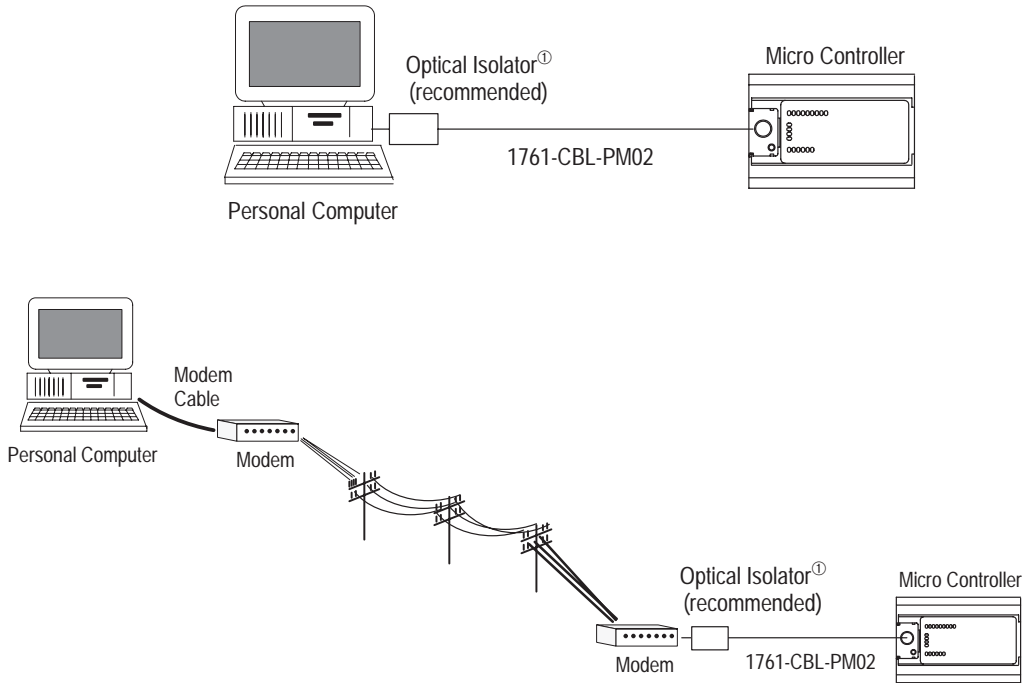 Optical Isolator①
(recommended)
Micro Controller
1761-CBL-PM02
Personal Computer
Modem
Cable
Personal Computer
Modem
Optical Isolator①
(recommended)
Micro Controller
Modem
1761-CBL-PM02